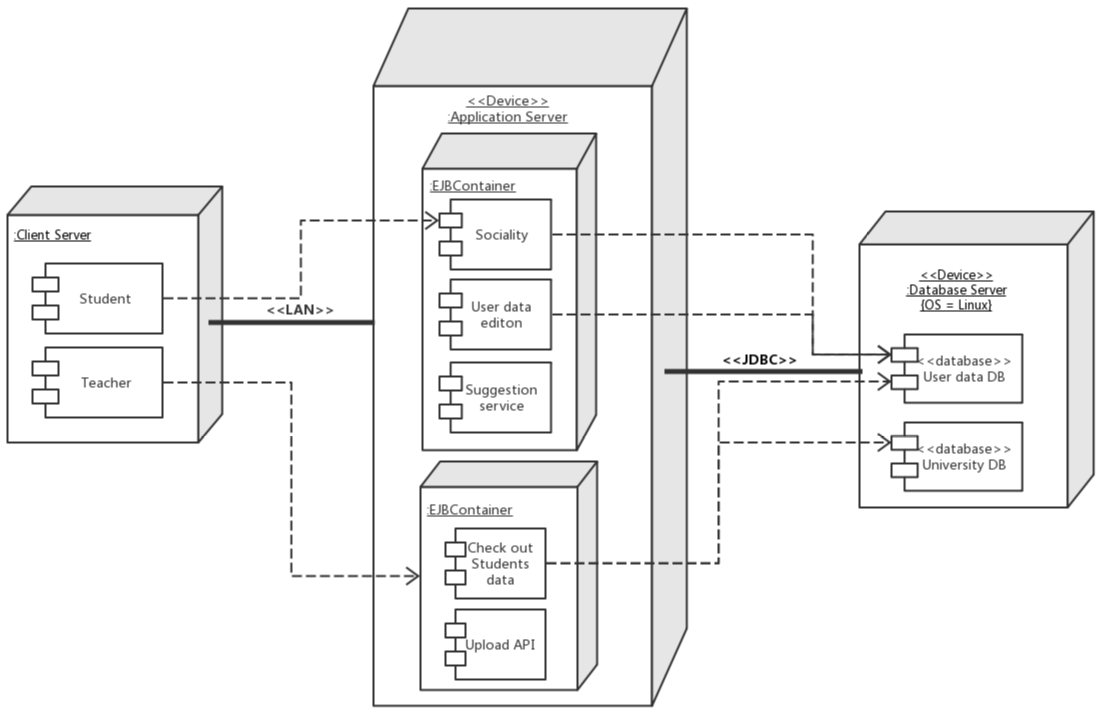 :Client Server
Student
Teacher
<<LAN>>
<<Device>>
:Application Server
:EJBContainer
Sociality
User data
editon
Suggestion
service
:EJBContainer
Check out
Students
data
Upload API
<<JDBC>>
<<Device>>
:Database Server
{OS = Linux}
<<database>>
User data DB
<<database>>
University DB